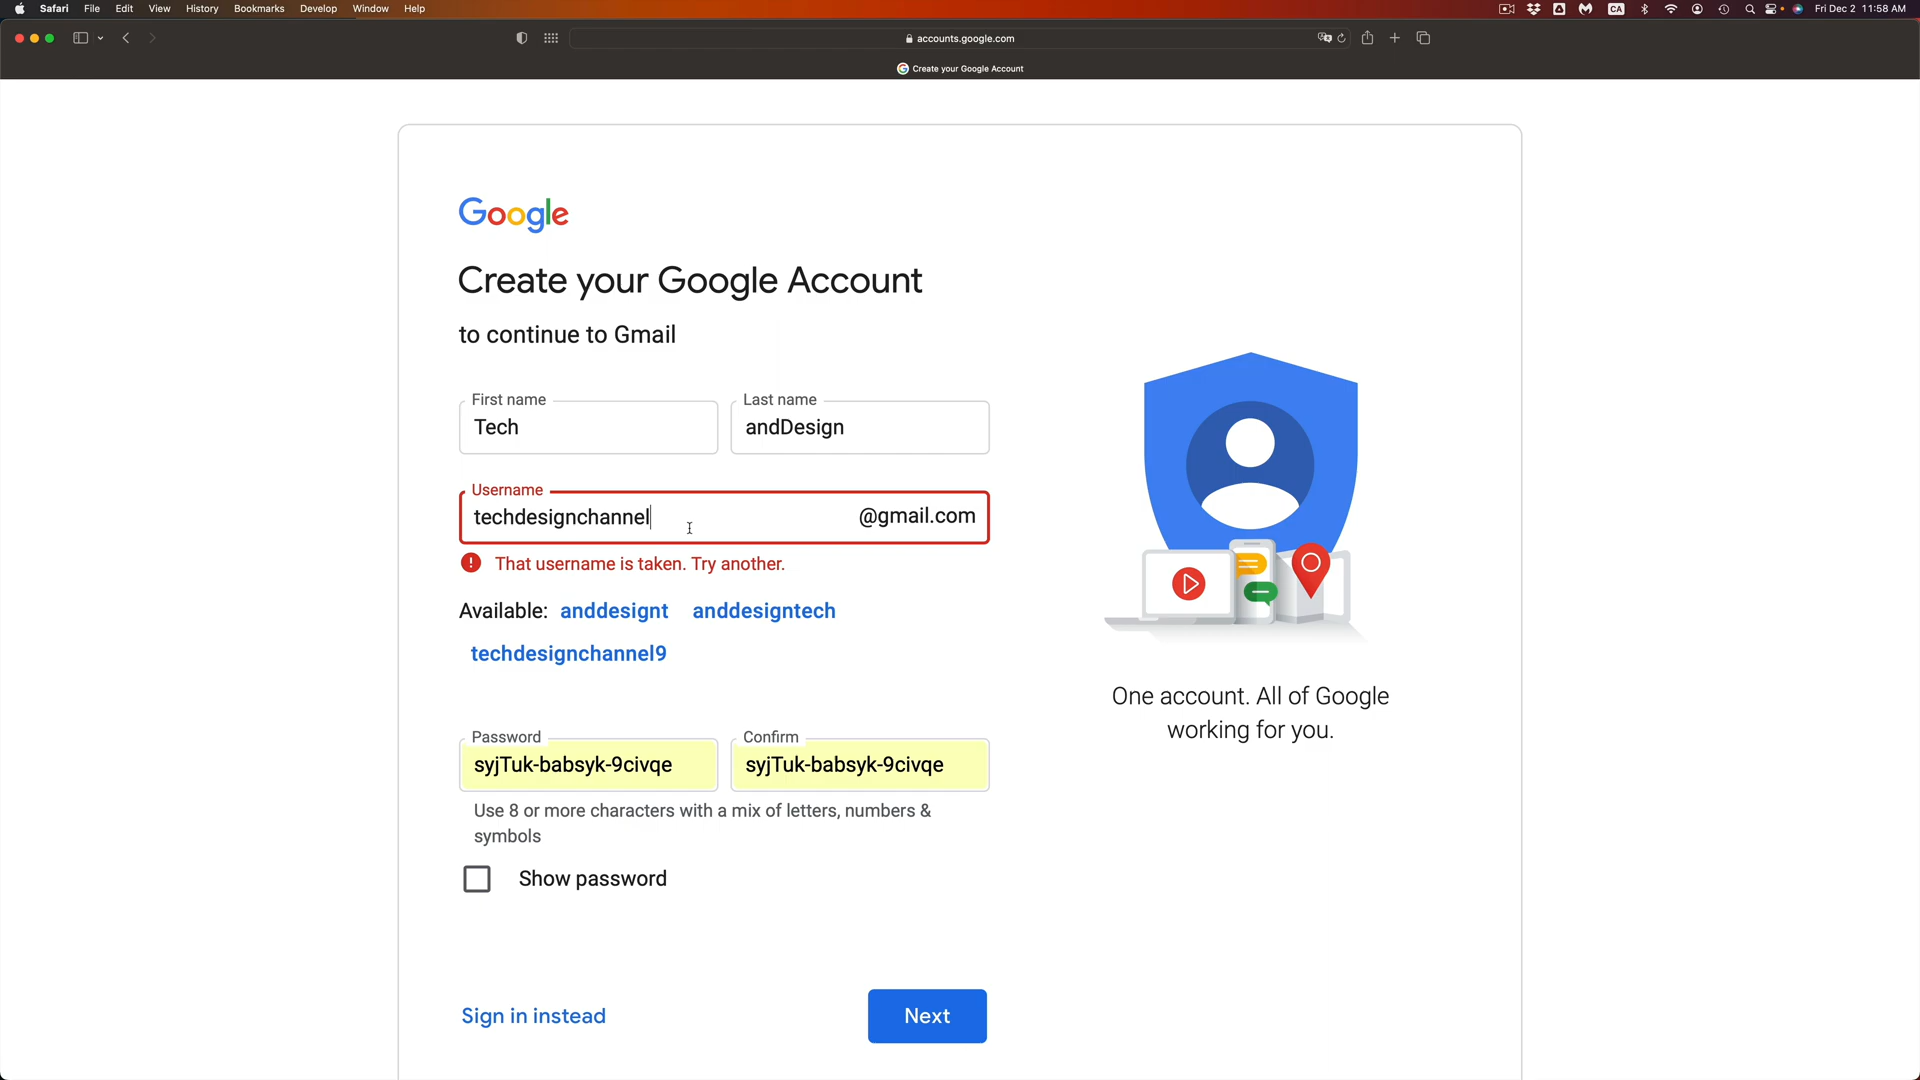 Safari File Edit View History Bookmarks Develop Window Help CA Fri Dec 2 11:58 AM
accounts.google.com
Create your Google Account
Google
Create your Google Account
to continue to Gmail
First name Last name
Tech andDesign
Username
techdesignchannel @gmail.com
That username is taken. Try another.
Available: anddesignt anddesigntech
techdesignchannel9
Password Confirm
syjTuk-babsyk-9civqe syjTuk-babsyk-9civqe
Use 8 or more characters with a mix of letters, numbers &
symbols
Show password
Sign in instead Next
One account. All of Google
working for you.